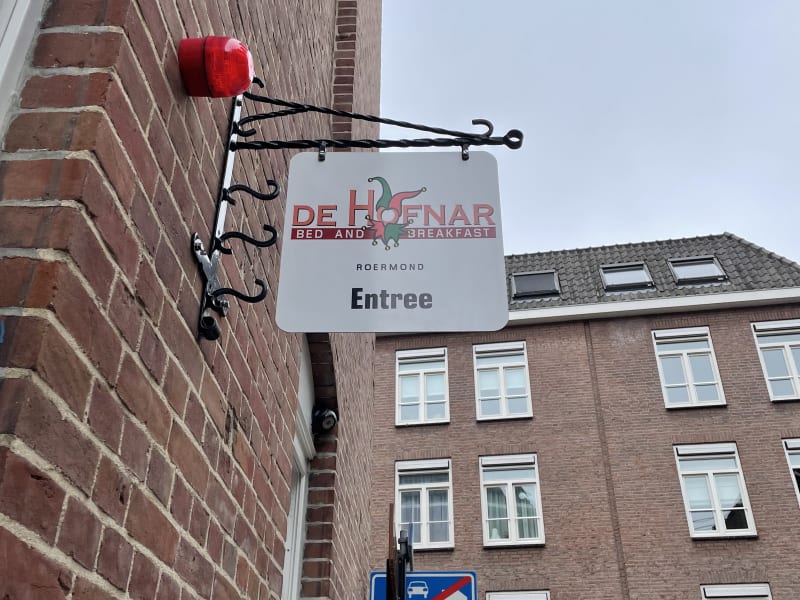 DE HOFNAR
BED AND BREAKFAST
ROERMOND
Entree